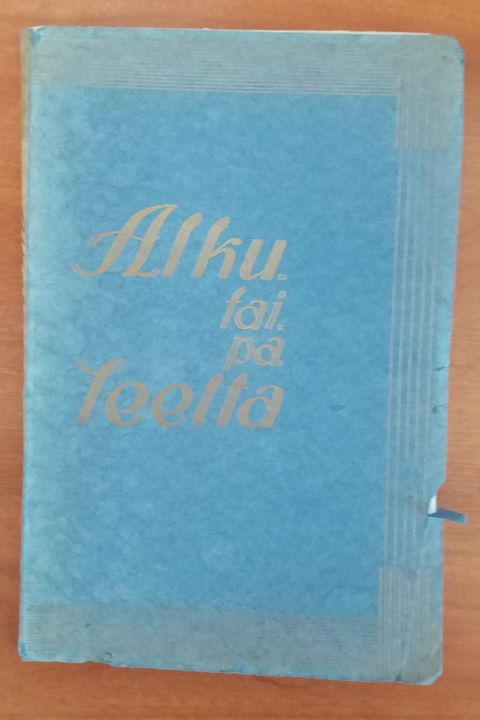 Alku=
tai=
pa
leelta